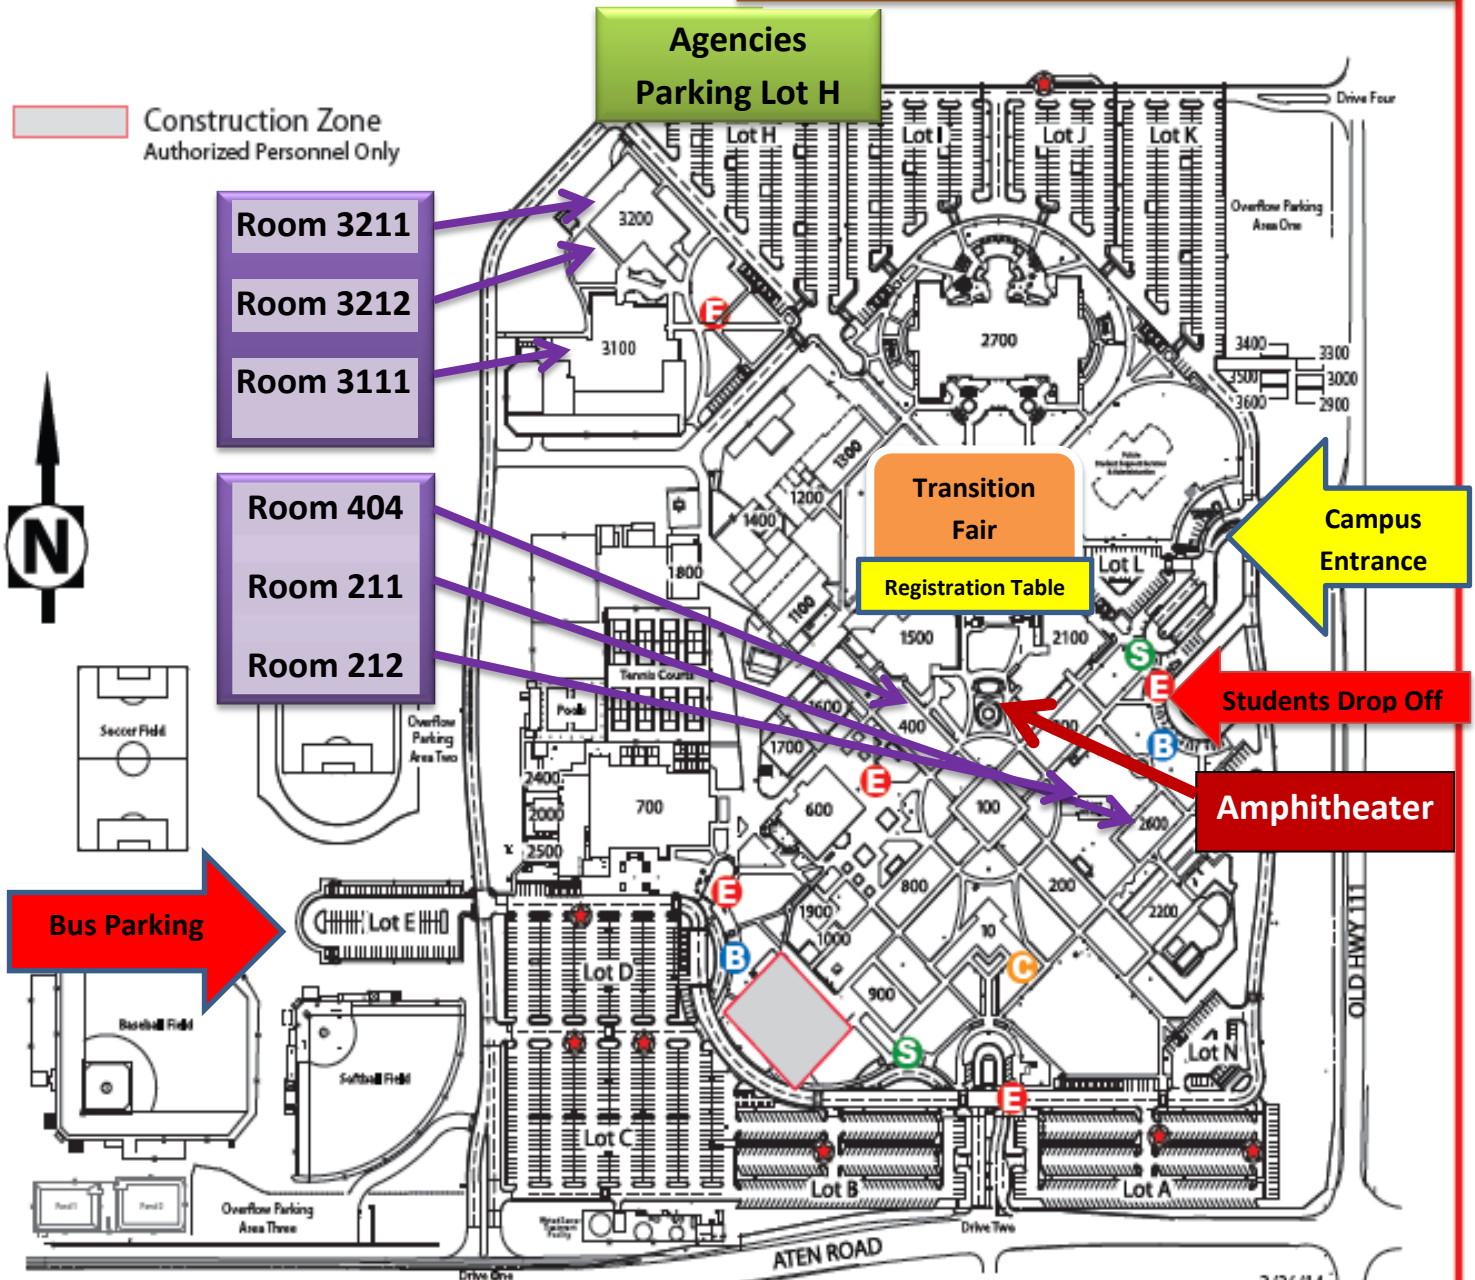 Agencies
Parking Lot H
Construction Zone
Authorized Personnel Only
Drive Four
Lot H
Lot I
Lot J
Lot K
Overflow Parking
Area One
Room 3211
Room 3212
Room 3111
3200
3100
E
2700
3400
3300
3500
3000
3600
2900
N
Room 404
Room 211
Room 212
1300
1200
1400
1800
1100
Transition
Fair
Registration Table
Campus
Entrance
Lot L
1500
2100
S
E
Students Drop Off
B
Amphitheater
Soccer Field
Overflow
Parking
Area Two
Tennis Courts
Pools
1600
400
1700
E
2400
2000
2500
700
600
100
2600
Bus Parking
Lot E
E
B
Lot D
800
200
1900
1000
2200
10
C
900
S
Lot N
OLD HWY 111
Baseball Field
Softball Field
Lot C
E
Lot B
Lot A
Pond 1
Pond 2
Overflow Parking
Area Three
Drive Two
ATEN ROAD
Drive One